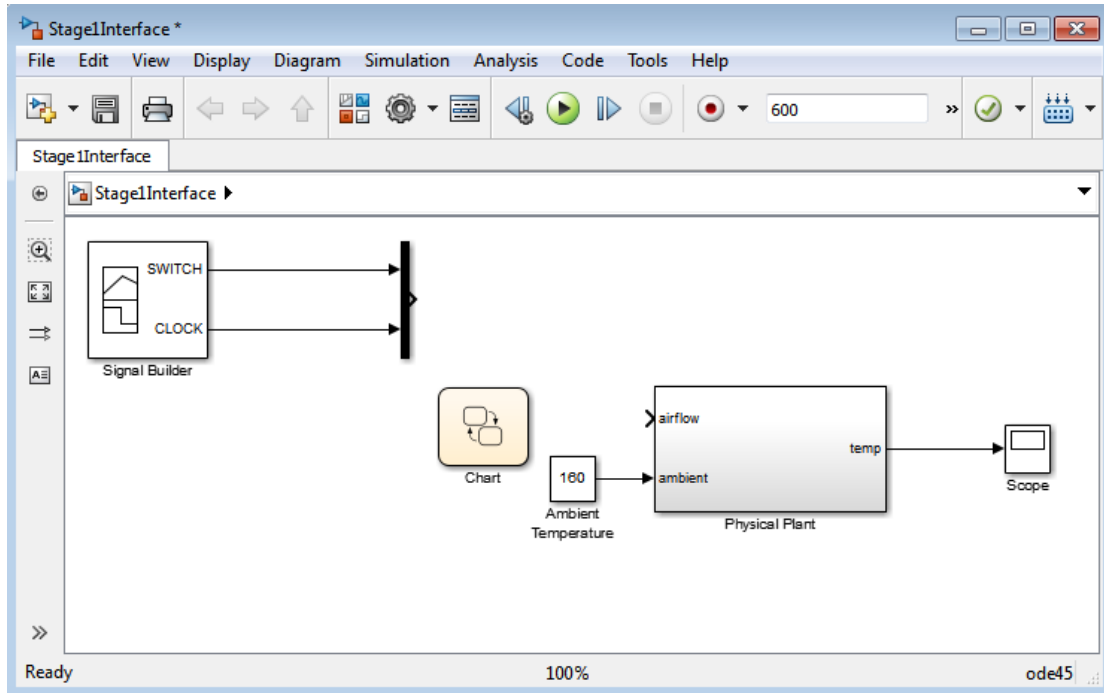 Stage1Interface *
File Edit View Display Diagram Simulation Analysis Code Tools Help
600
»
Stage1Interface
Stage1Interface
SWITCH
CLOCK
Signal Builder
Chart
160
Ambient
Temperature
airflow
temp
ambient
Physical Plant
Scope
Ready 100% ode45